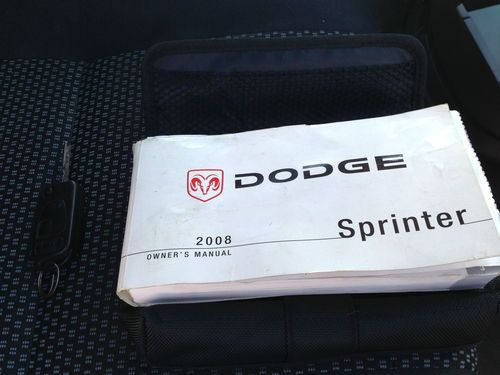 DODGE
2008
OWNER'S MANUAL
Sprinter